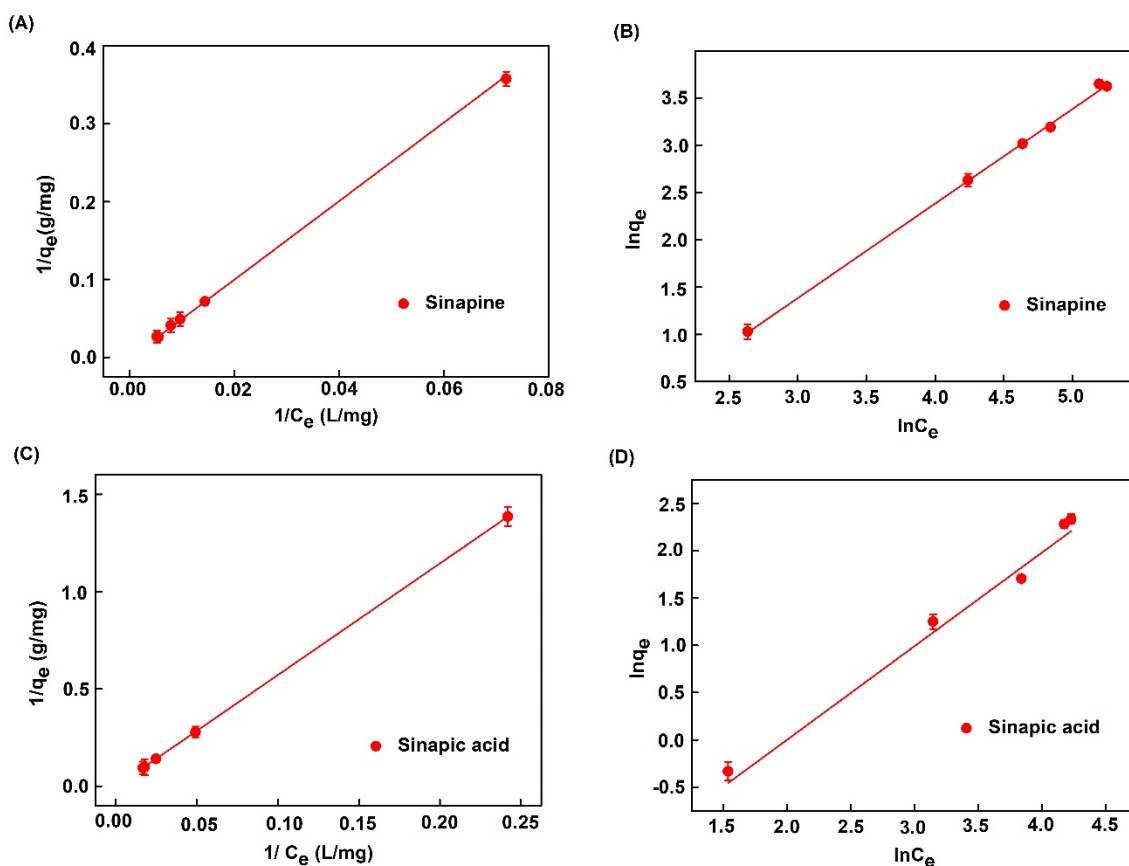 (A)
0.4
0.3
0.2
0.1
0.0
1/qe(g/mg)
Sinapine
0.00 0.02 0.04 0.06 0.08
1/Ce (L/mg)
(B)
3.5
3.0
2.5
2.0
1.5
1.0
0.5
lnqe
Sinapine
2.5 3.0 3.5 4.0 4.5 5.0
lnCe
(C)
1.5
1.0
0.5
0.0
1/qe (g/mg)
Sinapic acid
0.00 0.05 0.10 0.15 0.20 0.25
1/ Ce (L/mg)
(D)
2.5
2.0
1.5
1.0
0.0
-0.5
lnqe
Sinapic acid
1.5 2.0 2.5 3.0 3.5 4.0 4.5
lnCe